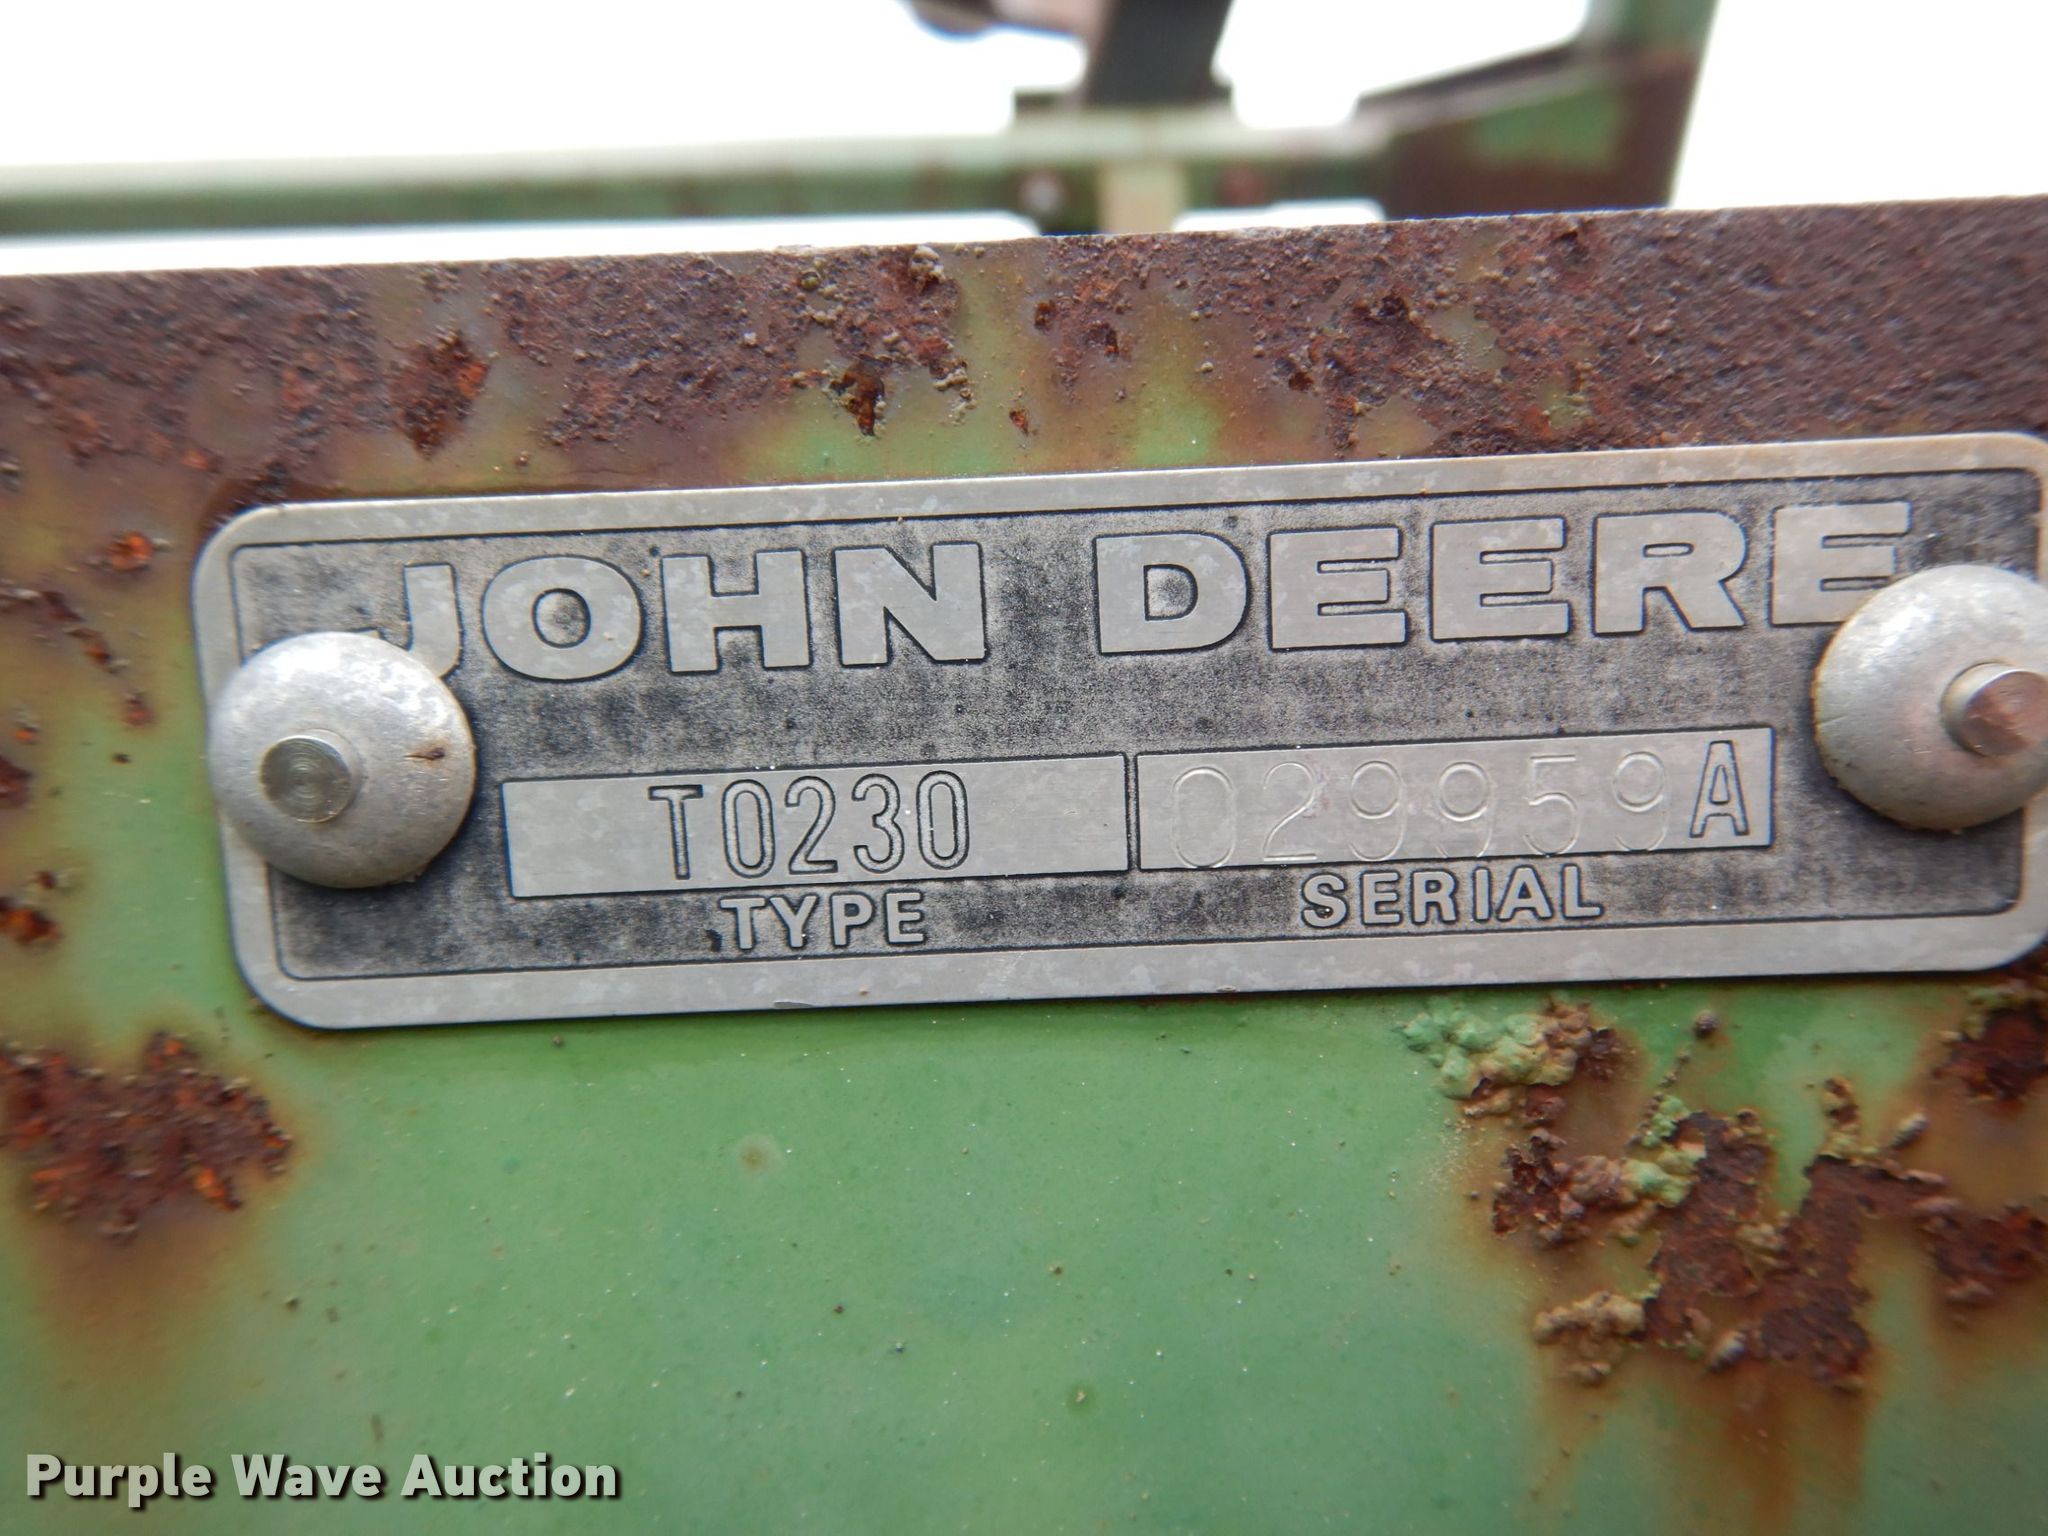 JOHN DEERE
T0230 029959A
TYPE SERIAL
Purple Wave Auction